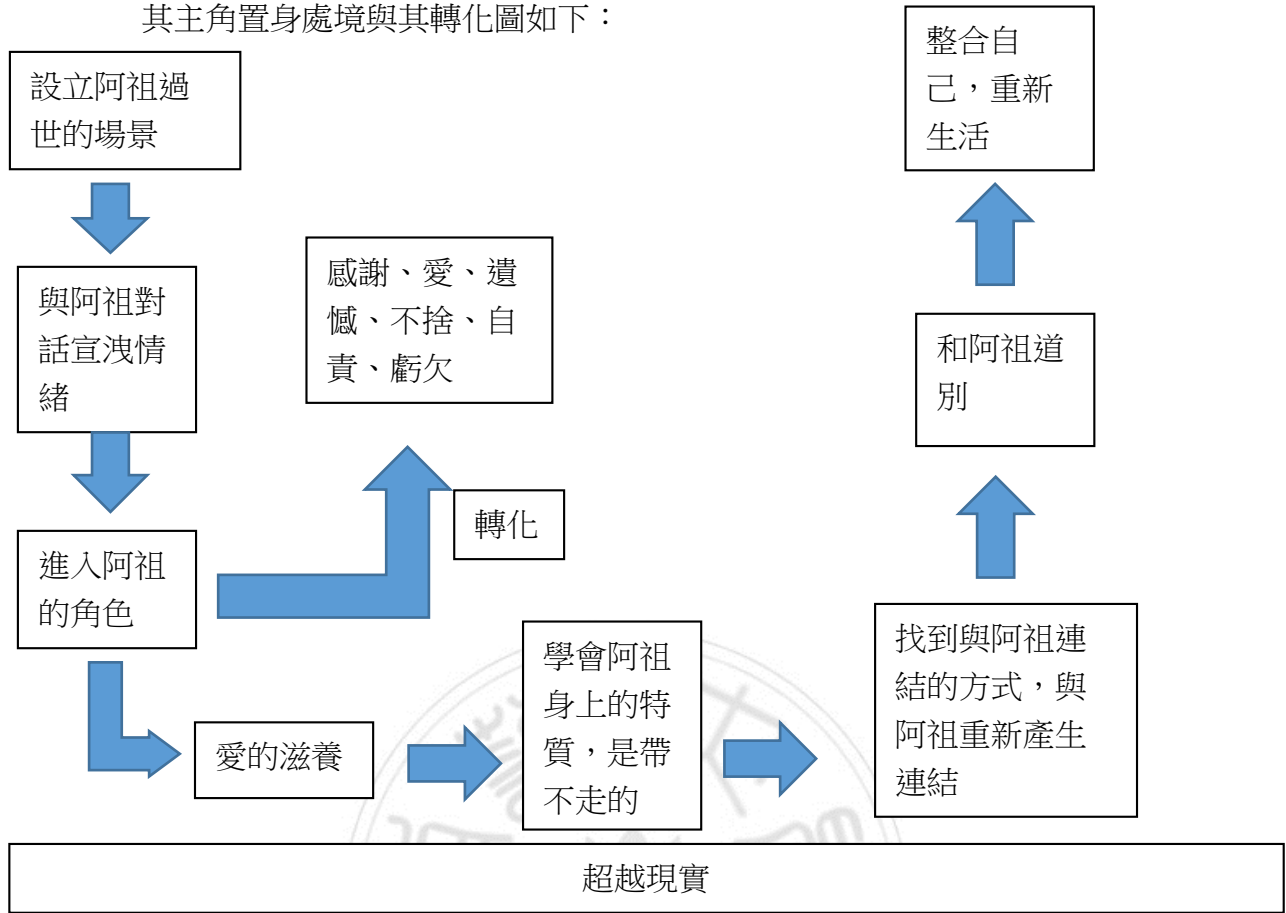 其主角置身處境與其轉化圖如下：
設立阿祖過
世的場景
與阿祖對
話宣洩情
緒
進入阿祖
的角色
感謝、愛、遺
憾、不捨、自
責、虧欠
轉化
愛的滋養
學會阿祖
身上的特
質，是帶
不走的
找到與阿祖連
結的方式，與
阿祖重新產生
連結
和阿祖道
別
整合自
己，重新
生活
超越現實